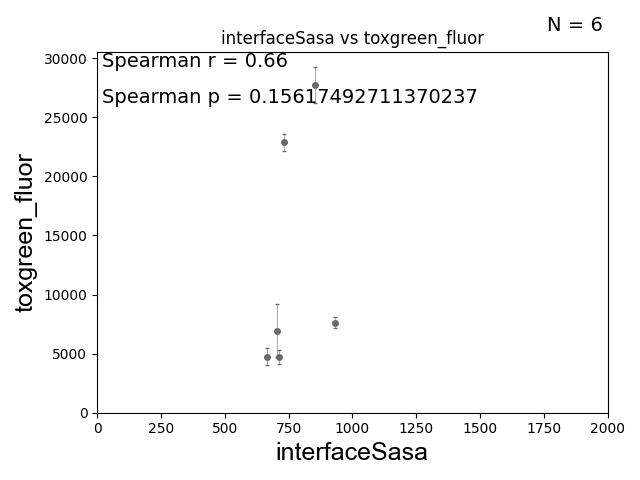 N = 6
interfaceSasa vs toxgreen_fluor
Spearman r = 0.66
Spearman p = 0.15617492711370237
30000
25000
20000
15000
10000
5000
0
toxgreen_fluor
0 250 500 750 1000 1250 1500 1750 2000
interfaceSasa